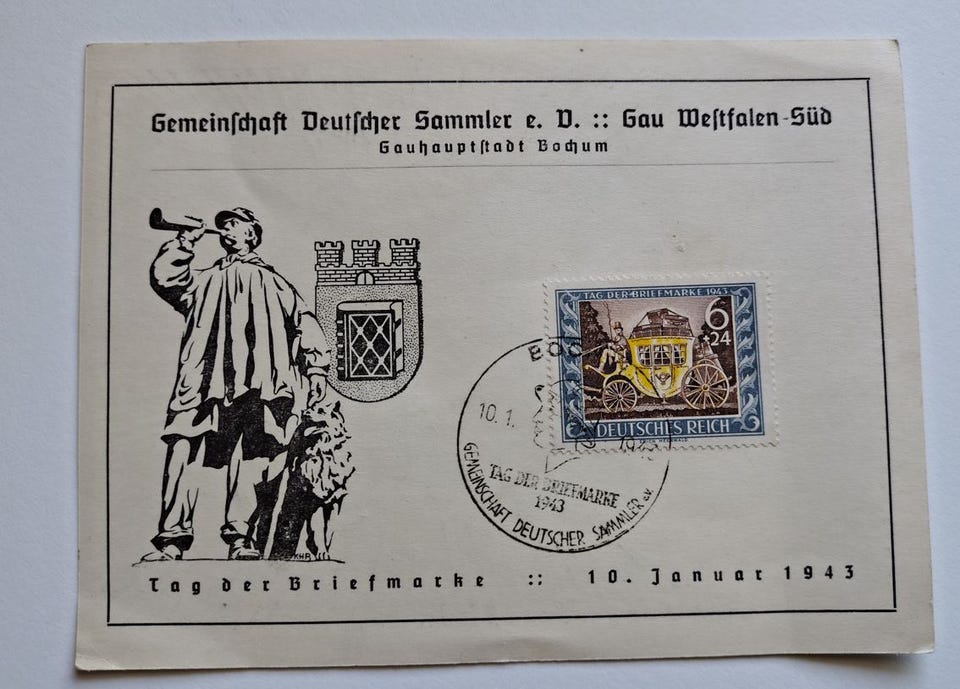 Gemeinschaft Deutscher Sammler e. V. :: Gau Westfalen-Süd
Gauhauptstadt Bochum
TAG DER BRIEFMARKE 1943
6
+24
DEUTSCHES REICH
10. 1.
TAG DER BRIEFMARKE
1943
GEMEINSCHAFT DEUTSCHER SAMMLER e.V.
KHR
Tag der Briefmarke :: 10. Januar 1943